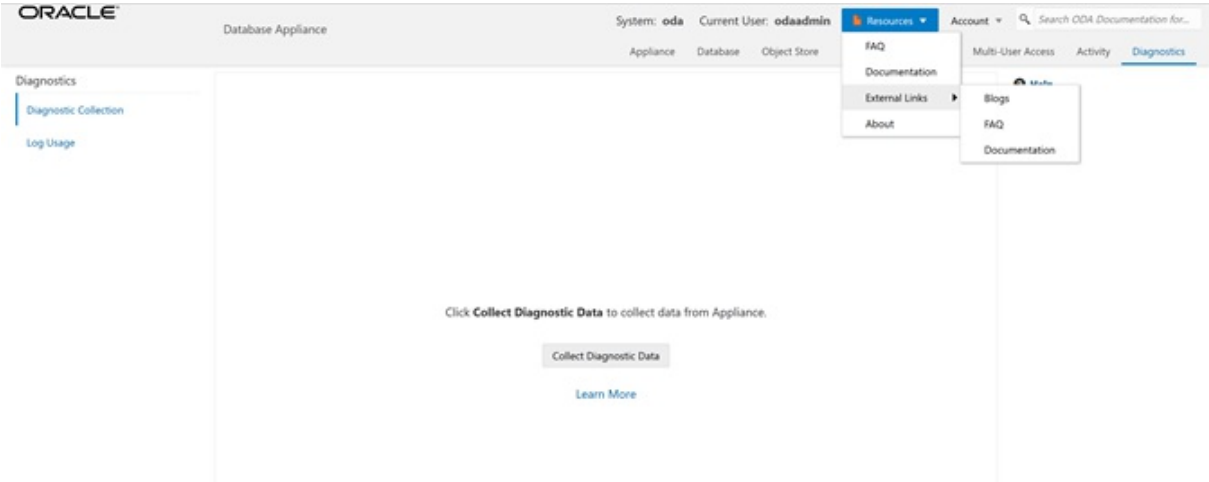 ORACLE
Database Appliance
System: oda Current User: odaadmin Resources Account Search ODA Documentation for...
Appliance Database Object Store Multi-User Access Activity Diagnostics
FAQ
Documentation
External Links
About
Blogs
FAQ
Documentation
Diagnostics
Diagnostic Collection
Log Usage
Click Collect Diagnostic Data to collect data from Appliance.
Collect Diagnostic Data
Learn More